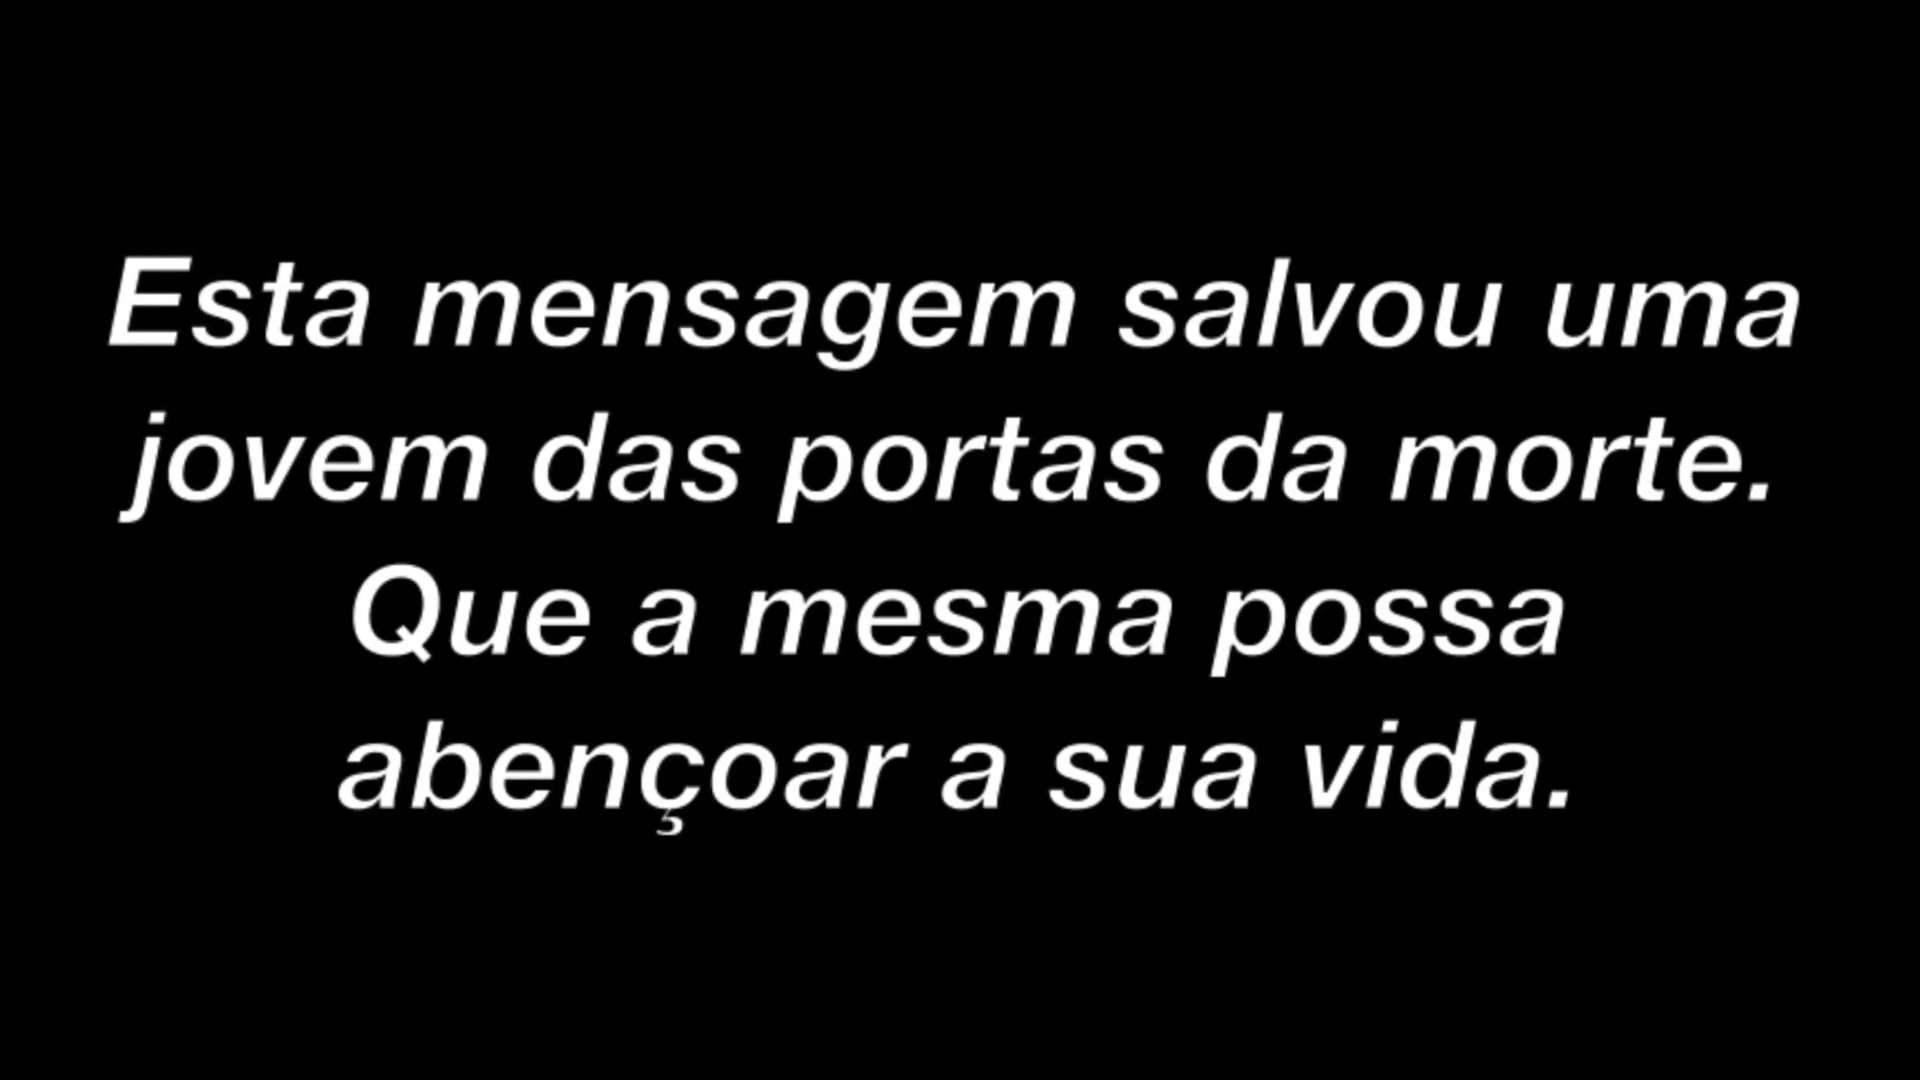 Esta mensagem salvou uma
jovem das portas da morte.
Que a mesma possa
abençoar a sua vida.